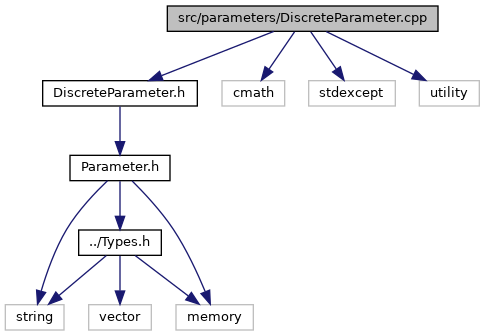 src/parameters/DiscreteParameter.cpp
DiscreteParameter.h
cmath
stdexcept
utility
Parameter.h
../Types.h
string
vector
memory